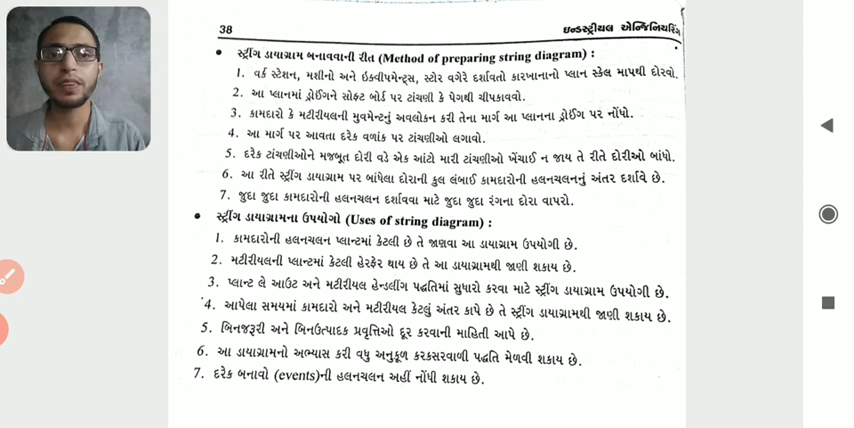 38 ઇન્ડસ્ટ્રીયલ એન્જિનિયરિંગ
• સ્ટ્રીંગ ડાયાગ્રામ બનાવવાની રીત (Method of preparing string diagram) :
1. વર્ક સ્ટેશન, મશીનો અને ઇક્વીપમેન્ટ્સ, સ્ટોર વગેરે દર્શાવતો કારખાનાનો પ્લાન સ્કેલ માપથી દોરવો.
2. આ પ્લાનમાં ડ્રોઈંગને સોફ્ટ બોર્ડ પર ટાંચણી કે પેગથી ચીપકાવવો.
3. કામદારો કે મટીરીયલની મુવમેન્ટનું અવલોકન કરી તેના માર્ગ આ પ્લાનના ડ્રોઈંગ પર નોંધો.
4. આ માર્ગ પર આવતા દરેક વળાંક પર ટાંચણીઓ લગાવો.
5. દરેક ટાંચણીઓને મજબૂત દોરી વડે એક આંટો મારી ટાંચણીઓ ખેંચાઈ ન જાય તે રીતે દોરીઓ બાંધો.
6. આ રીતે સ્ટ્રીંગ ડાયાગ્રામ પર બાંધેલા દોરાની કુલ લંબાઈ કામદારોની હલનચલનનું અંતર દર્શાવે છે.
7. જુદા જુદા કામદારોની હલનચલન દર્શાવવા માટે જુદા જુદા રંગના દોરા વાપરો.
• સ્ટ્રીંગ ડાયાગ્રામના ઉપયોગો (Uses of string diagram) :
1. કામદારોની હલનચલન પ્લાન્ટમાં કેટલી છે તે જાણવા આ ડાયાગ્રામ ઉપયોગી છે.
2. મટીરીયલની પ્લાન્ટમાં કેટલી હેરફેર થાય છે તે આ ડાયાગ્રામથી જાણી શકાય છે.
3. પ્લાન્ટ લે આઉટ અને મટીરીયલ હેન્ડલીંગ પદ્ધતિમાં સુધારો કરવા માટે સ્ટ્રીંગ ડાયાગ્રામ ઉપયોગી છે.
4. આપેલા સમયમાં કામદારો અને મટીરીયલ કેટલું અંતર કાપે છે તે સ્ટ્રીંગ ડાયાગ્રામથી જાણી શકાય છે.
5. બિનજરૂરી અને બિનઉત્પાદક પ્રવૃત્તિઓ દૂર કરવાની માહિતી આપે છે.
6. આ ડાયાગ્રામનો અભ્યાસ કરી વધુ અનુકૂળ કરકસરવાળી પદ્ધતિ મેળવી શકાય છે.
7. દરેક બનાવો (events)ની હલનચલન અહીં નોંધી શકાય છે.